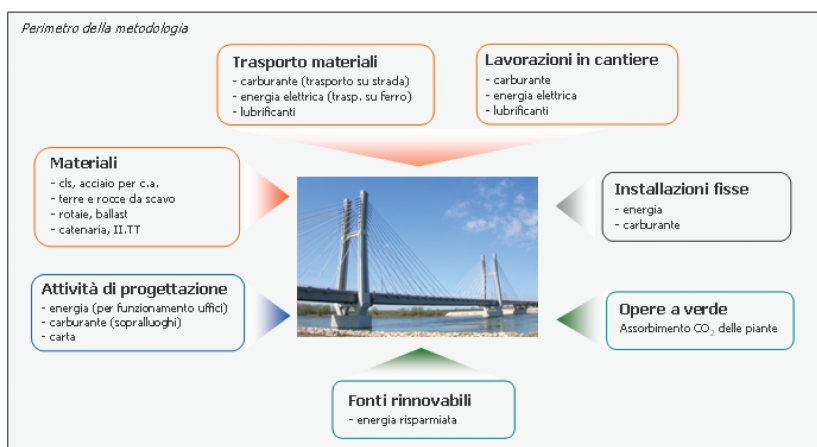 Perimetro della metodologia
Trasporto materiali
- carburante (trasporto su strada)
- energia elettrica (trasp. su ferro)
- lubrificanti
Lavorazioni in cantiere
- carburante
- energia elettrica
- lubrificanti
Materiali
- cls, acciaio per c.a.
- terre e rocce da scavo
- rotaie, ballast
- catenaria, II.TT
Installazioni fisse
- energia
- carburante
Attività di progettazione
- energia (per funzionamento uffici)
- carburante (sopralluoghi)
- carta
Opere a verde
Assorbimento CO₂ delle piante
Fonti rinnovabili
- energia risparmiata